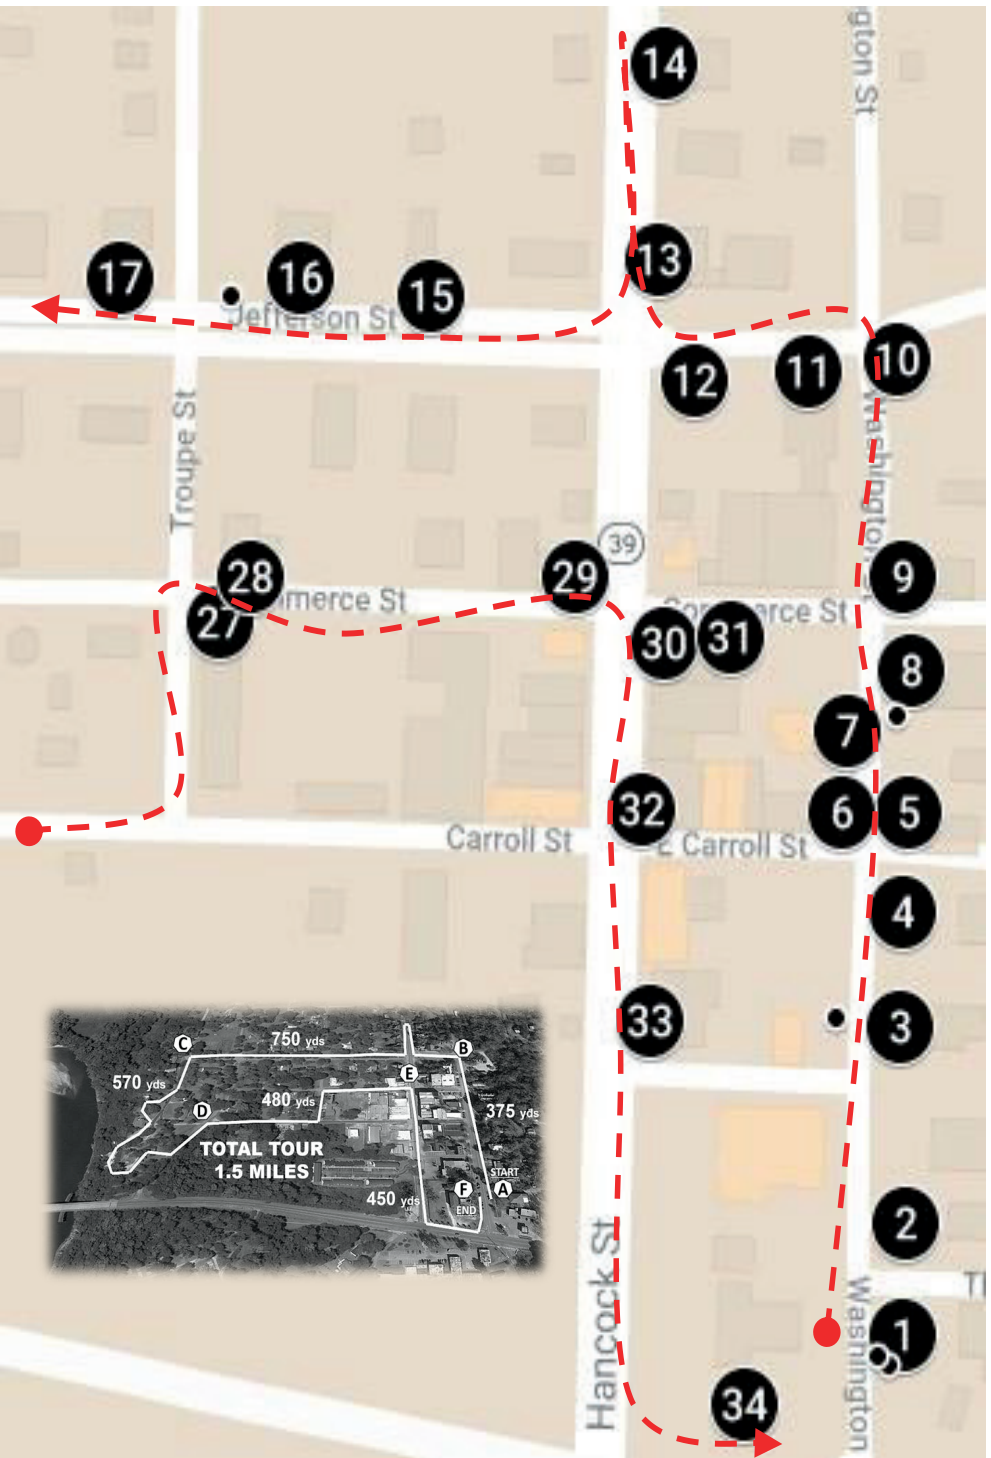 gton St
14
13
17
16
15
Jefferson St
10
11
12
Washington St
Troupe St
39
28
29
9
mmerce St
Commerce St
27
30
31
8
7
32
6
5
Carroll St
E Carroll St
4
33
3
750 yds
C
B
E
570 yds
480 yds
D
375 yds
TOTAL TOUR
1.5 MILES
START
A
450 yds
F
END
2
Hancock St
Th
1
Washington
34